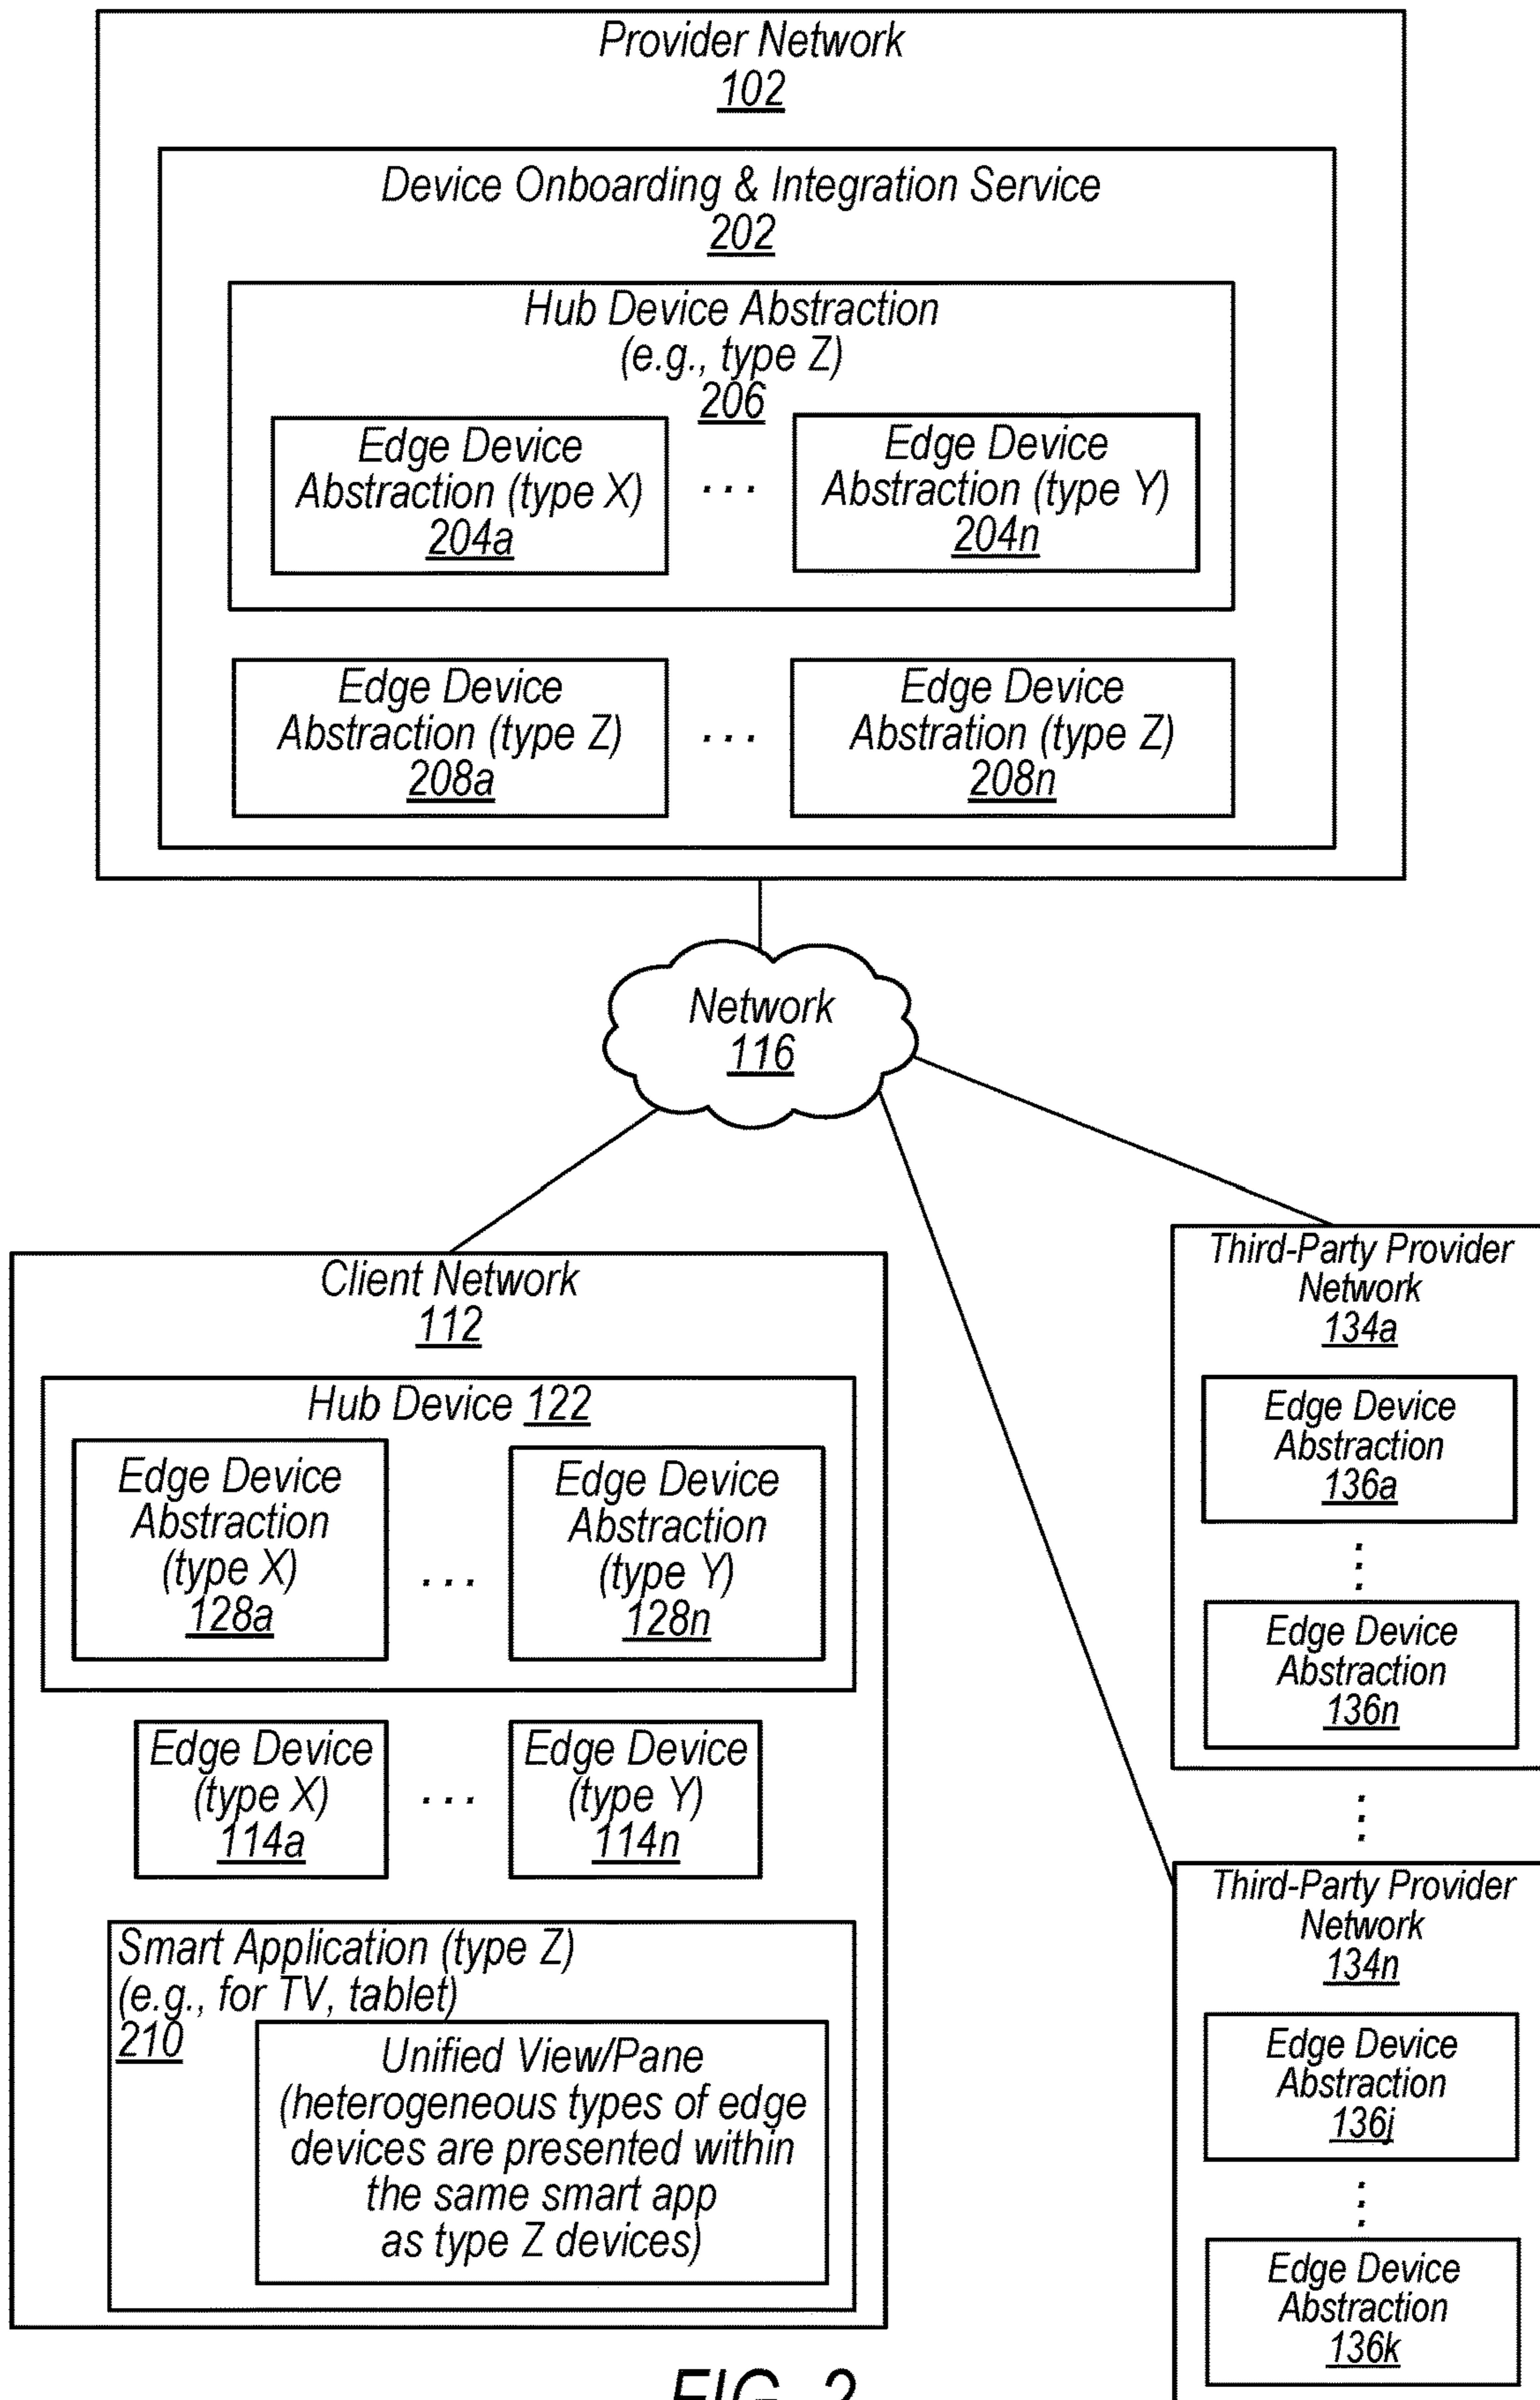 Provider Network
102
Device Onboarding & Integration Service
202
Hub Device Abstraction
(e.g., type Z)
206
Edge Device
Abstraction (type X)
204a
...
Edge Device
Abstraction (type Y)
204n
Edge Device
Abstraction (type Z)
208a
...
Edge Device
Abstration (type Z)
208n
Network
116
Client Network
112
Hub Device 122
Edge Device
Abstraction
(type X)
128a
...
Edge Device
Abstraction
(type Y)
128n
Edge Device
(type X)
114a
...
Edge Device
(type Y)
114n
Smart Application (type Z)
(e.g., for TV, tablet)
210
Unified View/Pane
(heterogeneous types of edge
devices are presented within
the same smart app
as type Z devices)
Third-Party Provider
Network
134a
Edge Device
Abstraction
136a
...
Edge Device
Abstraction
136n
...
Third-Party Provider
Network
134n
Edge Device
Abstraction
136j
...
Edge Device
Abstraction
136k
FIG. 2